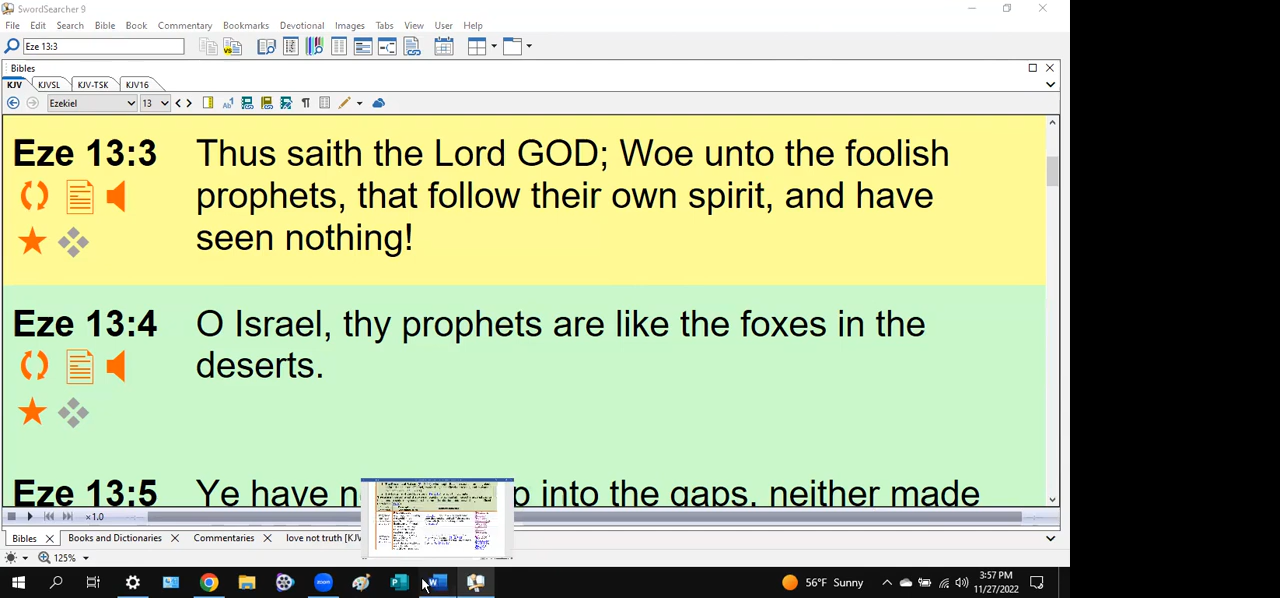 SwordSearcher 9
File Edit Search Bible Book Commentary Bookmarks Devotional Images Tabs View User Help
Eze 13:3
Bibles
KJV KJVSL KJV-TSK KJV16
Ezekiel 13
Eze 13:3 Thus saith the Lord GOD; Woe unto the foolish
prophets, that follow their own spirit, and have
seen nothing!
Eze 13:4 O Israel, thy prophets are like the foxes in the
deserts.
Eze 13:5 Ye have into the gaps, neither made
×1.0
Bibles Books and Dictionaries Commentaries love not truth [KJV
125%
zoom 56°F Sunny 3:57 PM
11/27/2022